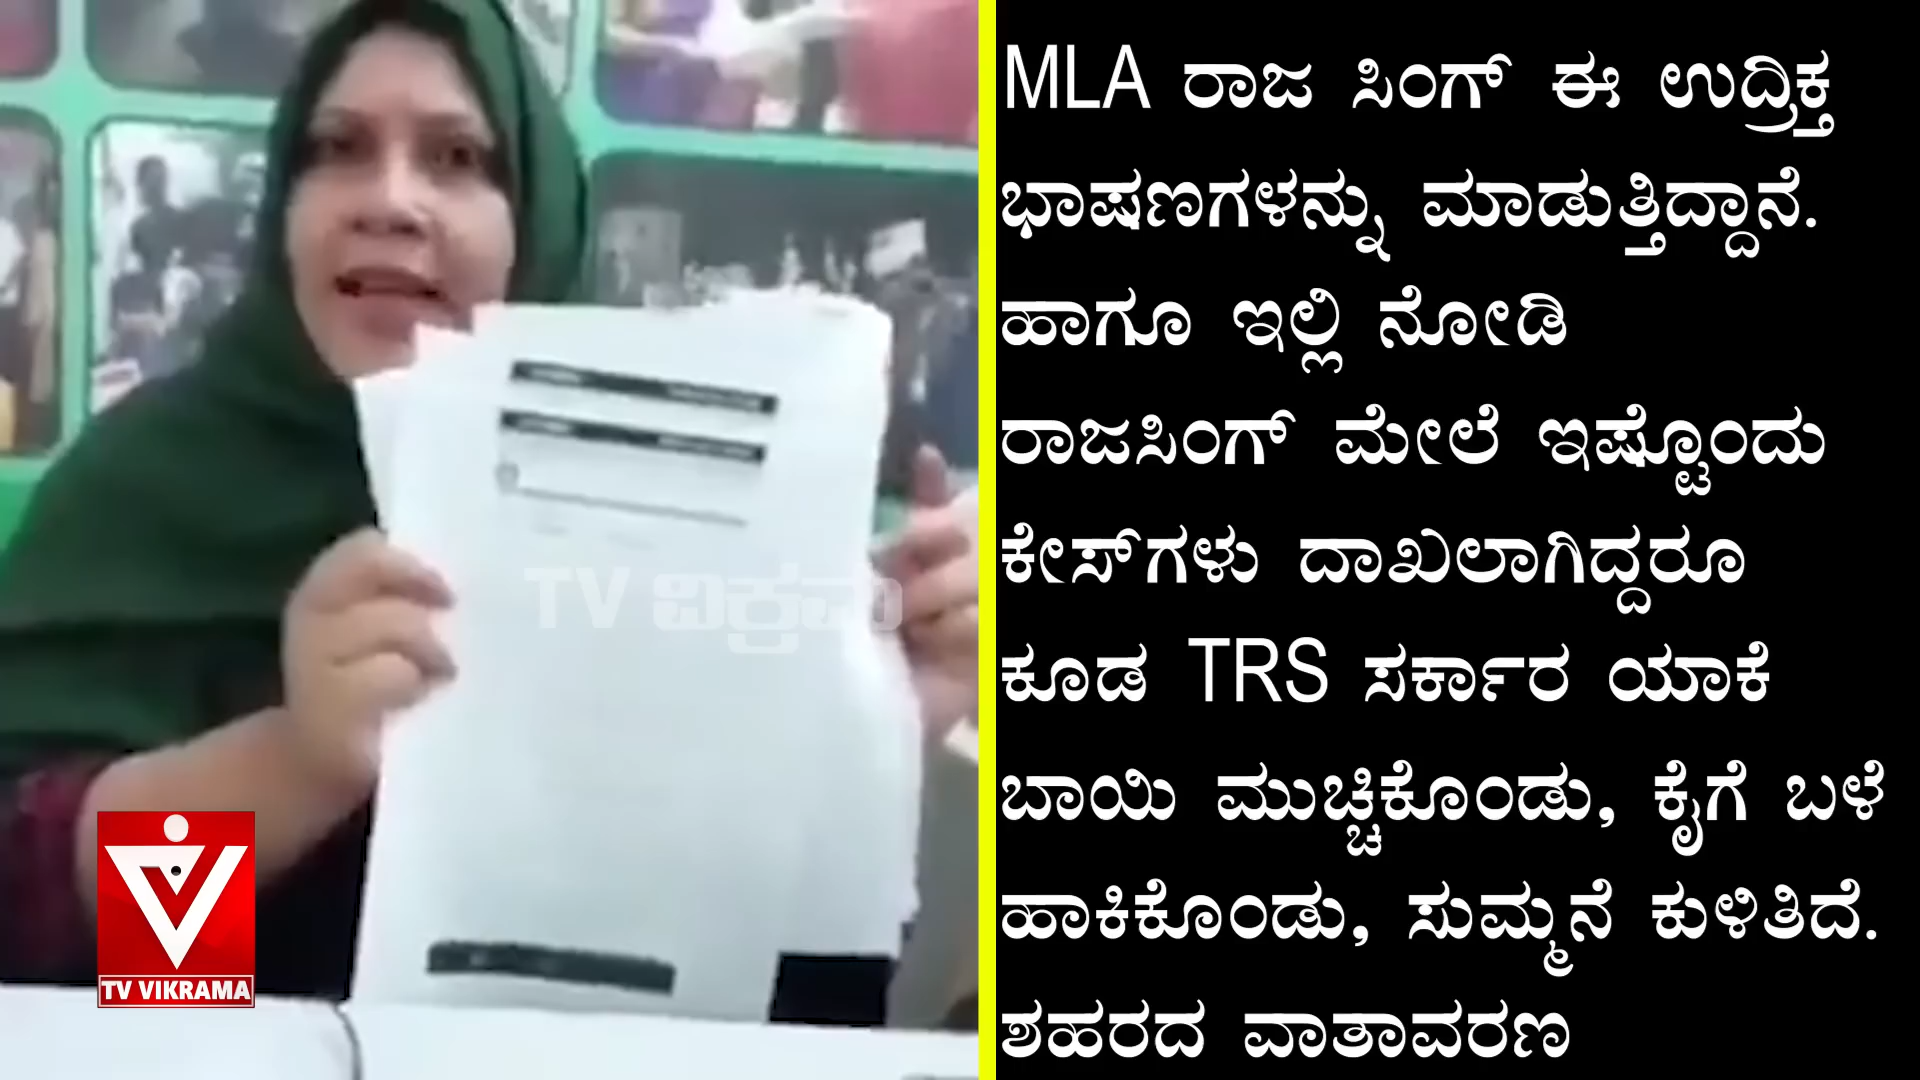 MLA ರಾಜ ಸಿಂಗ್ ಈ ಉದ್ರಿಕ್ತ
ಭಾಷಣಗಳನ್ನು ಮಾಡುತ್ತಿದ್ದಾನೆ.
ಹಾಗೂ ಇಲ್ಲಿ ನೋಡಿ
ರಾಜಸಿಂಗ್ ಮೇಲೆ ಇಷ್ಟೊಂದು
ಕೇಸ್‌ಗಳು ದಾಖಲಾಗಿದ್ದರೂ
ಕೂಡ TRS ಸರ್ಕಾರ ಯಾಕೆ
ಬಾಯಿ ಮುಚ್ಚಿಕೊಂಡು, ಕೈಗೆ ಬಳೆ
ಹಾಕಿಕೊಂಡು, ಸುಮ್ಮನೆ ಕುಳಿತಿದೆ.
ಶಹರದ ವಾತಾವರಣ
TV ವಿಕ್ರಮಾ
TV VIKRAMA